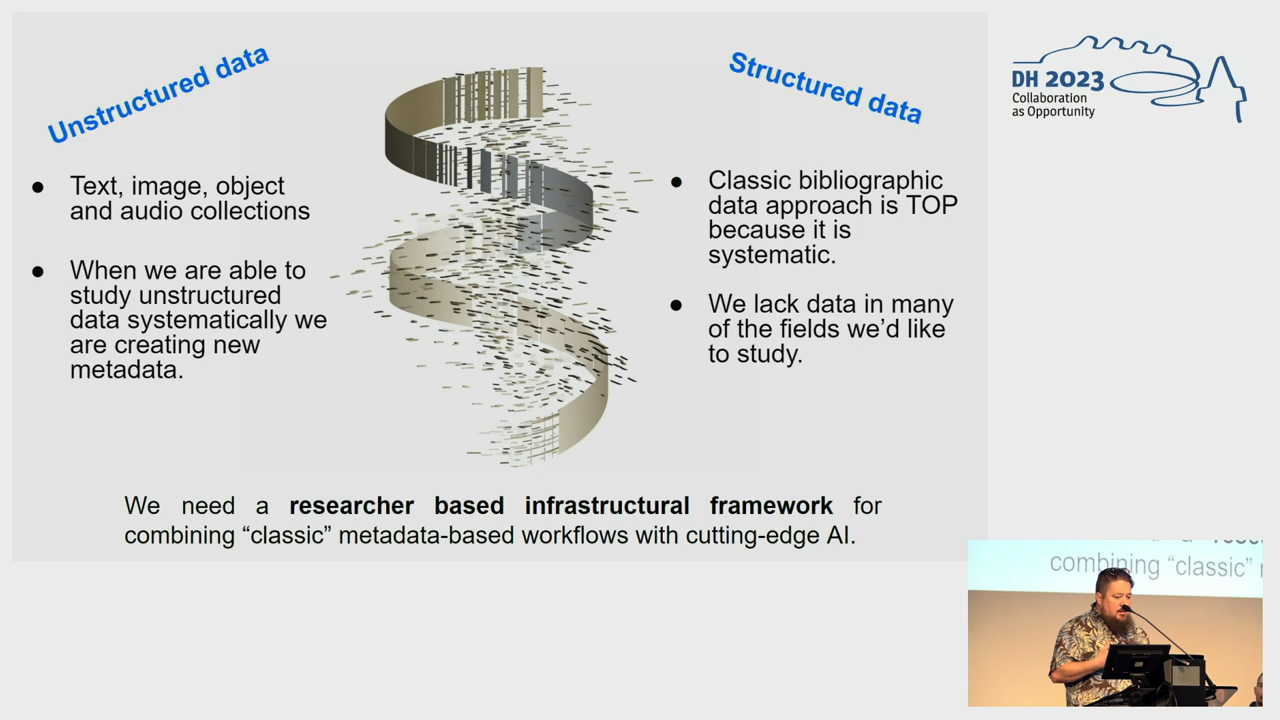 Unstructured data
● Text, image, object
and audio collections
● When we are able to
study unstructured
data systematically we
are creating new
metadata.
Structured data
● Classic bibliographic
data approach is TOP
because it is
systematic.
● We lack data in many
of the fields we’d like
to study.
We need a researcher based infrastructural framework for
combining “classic” metadata-based workflows with cutting-edge AI.
DH 2023
Collaboration
as Opportunity
combining “classic”